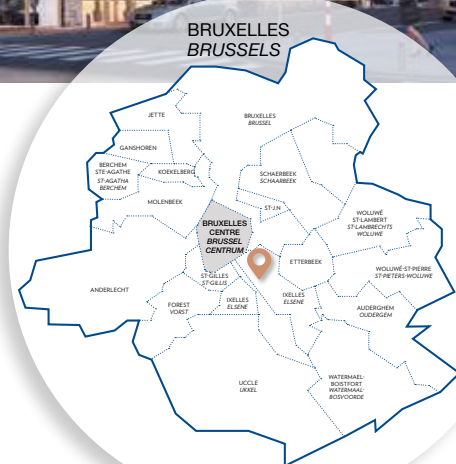 BRUXELLES
BRUSSELS
JETTE
BRUXELLES
BRUSSEL
GANSHOREN
BERCHEM
STE-AGATHE
ST-AGATHA
BERCHEM
KOEKELBERG
SCHAERBEEK
SCHAARBEEK
MOLENBEEK
ST-J.N
BRUXELLES
CENTRE
BRUSSEL
CENTRUM
WOLUWÉ
ST-LAMBERT
ST-LAMBRECHTS
WOLUWE
ETTERBEEK
WOLUWÉ-ST-PIERRE
ST-PIETERS-WOLUWE
ANDERLECHT
ST-GILLES
ST-GILLIS
FOREST
VORST
IXELLES
ELSENE
IXELLES
ELSENE
AUDERGHEM
OUDERGEM
UCCLE
UKKEL
WATERMAEL-
BOISTFORT
WATERMAAL-
BOSVOORDE